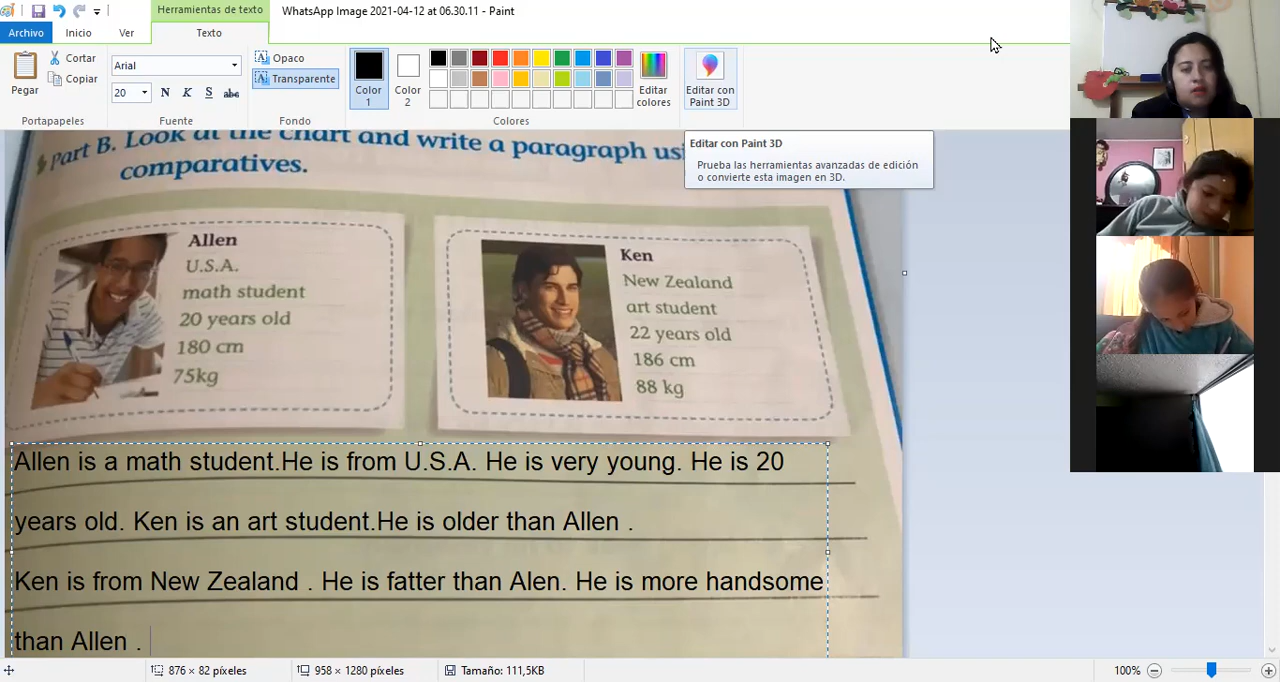 Herramientas de texto
WhatsApp Image 2021-04-12 at 06.30.11 - Paint
Archivo Inicio Ver Texto
Pegar
Cortar
Copiar
Portapapeles
Arial
20 N K S abc
Fuente
Opaco
Transparente
Fondo
Color 1
Color 2
Editar colores
Colores
Editar con Paint 3D
Editar con Paint 3D
Prueba las herramientas avanzadas de edición
o convierte esta imagen en 3D.
Part B. Look at the chart and write a paragraph
comparatives.
Allen
U.S.A.
math student
20 years old
180 cm
75kg
Ken
New Zealand
art student
22 years old
186 cm
88 kg
Allen is a math student.He is from U.S.A. He is very young. He is 20
years old. Ken is an art student.He is older than Allen .
Ken is from New Zealand . He is fatter than Alen. He is more handsome
than Allen .
876 × 82 píxeles 958 × 1280 píxeles Tamaño: 111,5KB 100%